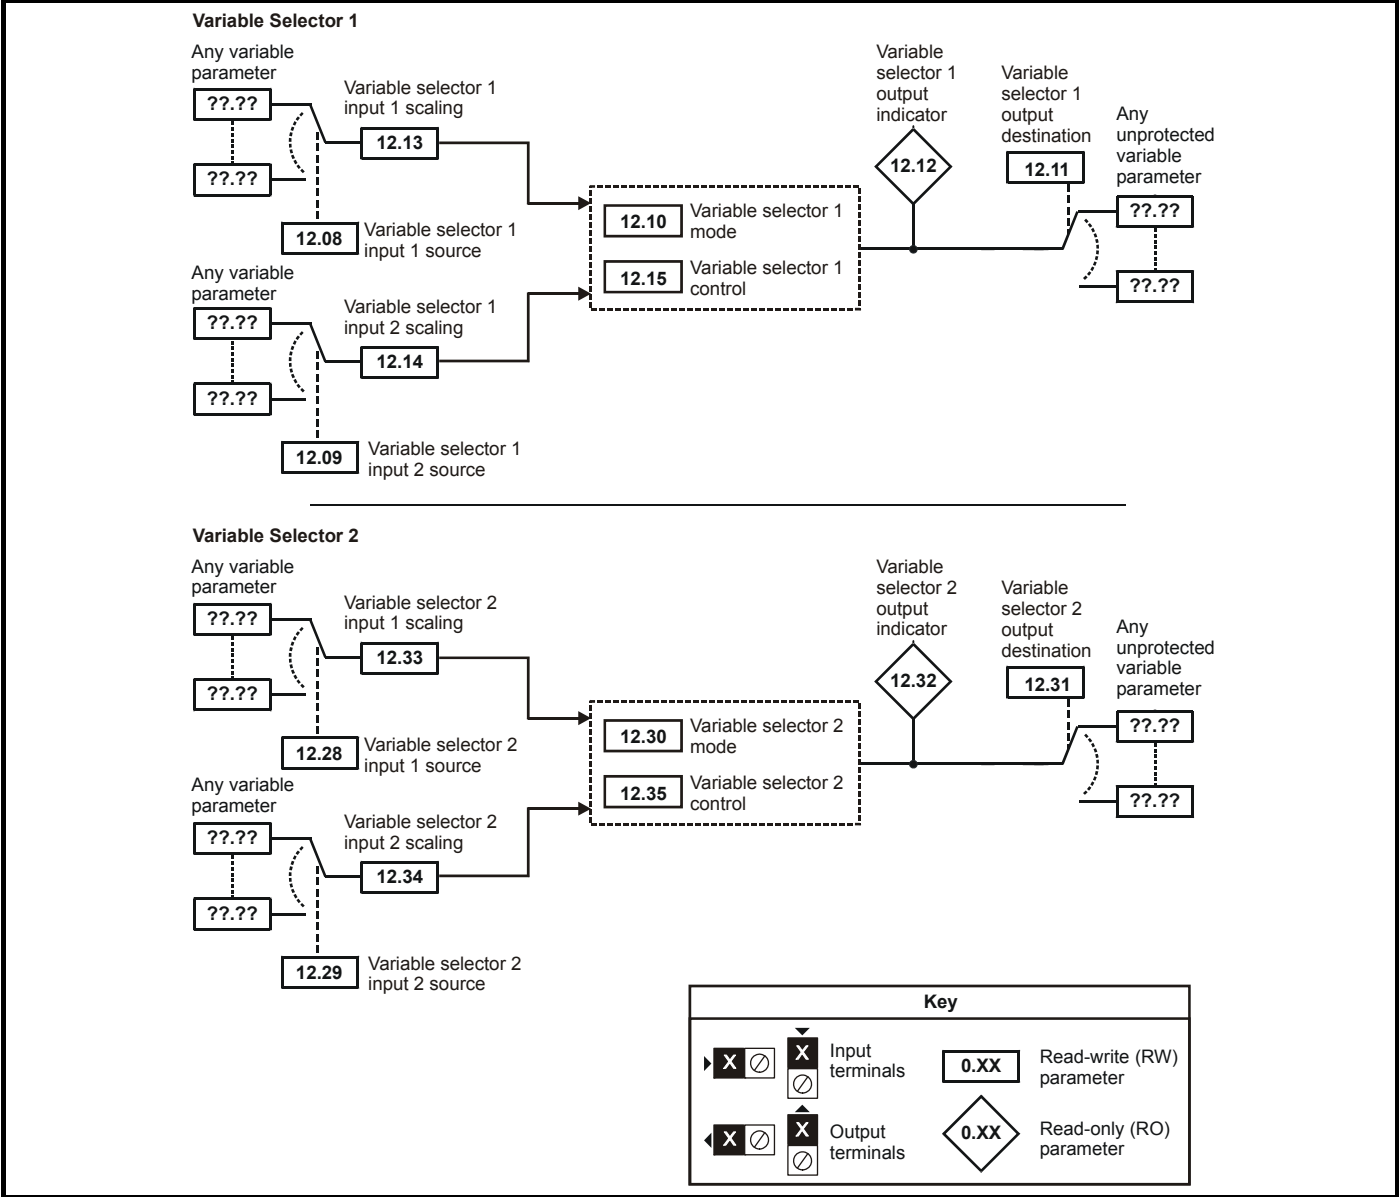 Variable Selector 1
Any variable
parameter
??.??
??.??
Variable selector 1
input 1 scaling
12.13
12.08
Variable selector 1
input 1 source
Any variable
parameter
??.??
??.??
Variable selector 1
input 2 scaling
12.14
12.09
Variable selector 1
input 2 source
12.10
Variable selector 1
mode
12.15
Variable selector 1
control
Variable
selector 1
output
indicator
12.12
Variable
selector 1
output
destination
12.11
Any
unprotected
variable
parameter
??.??
??.??
Variable Selector 2
Any variable
parameter
??.??
??.??
Variable selector 2
input 1 scaling
12.33
12.28
Variable selector 2
input 1 source
Any variable
parameter
??.??
??.??
Variable selector 2
input 2 scaling
12.34
12.29
Variable selector 2
input 2 source
12.30
Variable selector 2
mode
12.35
Variable selector 2
control
Variable
selector 2
output
indicator
12.32
Variable
selector 2
output
destination
12.31
Any
unprotected
variable
parameter
??.??
??.??
Key
X
X
Input
terminals
0.XX
Read-write (RW)
parameter
X
X
Output
terminals
0.XX
Read-only (RO)
parameter